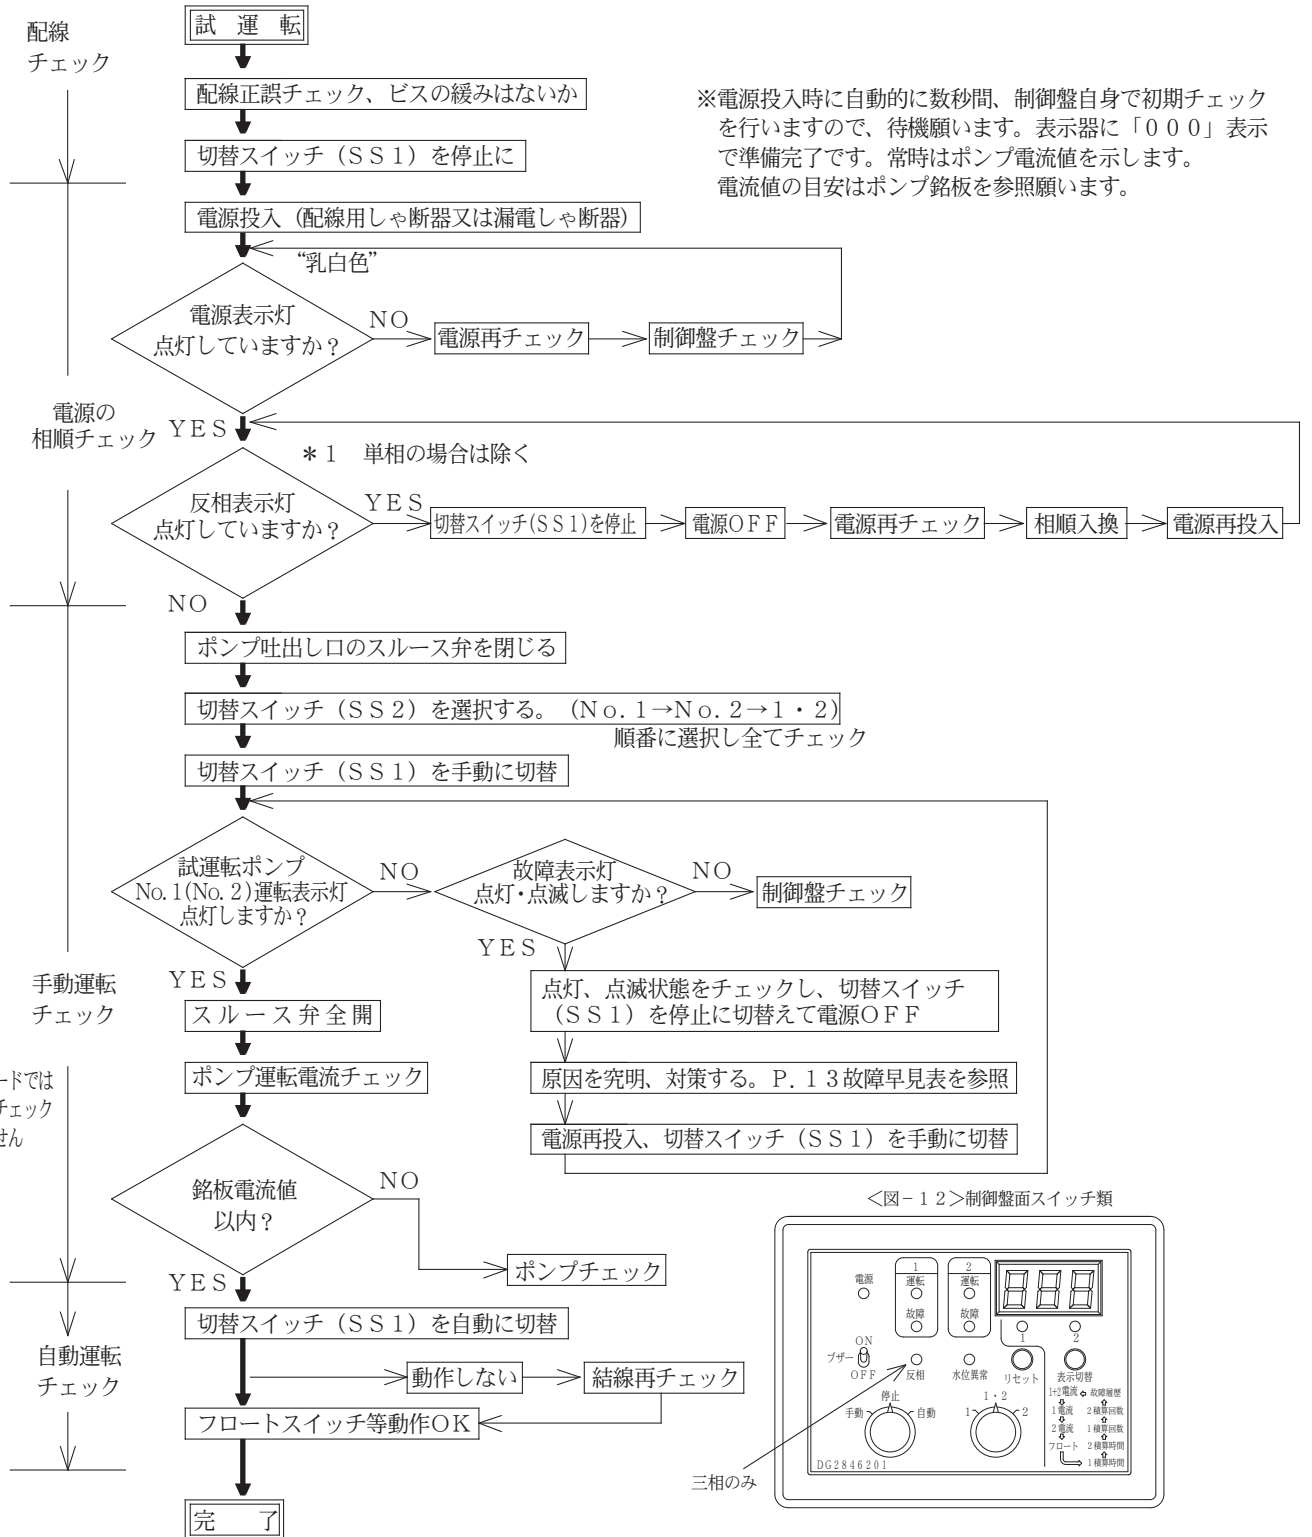 試 運 転
配線
チェック
配線正誤チェック、ビスの緩みはないか
※電源投入時に自動的に数秒間、制御盤自身で初期チェック
を行いますので、待機願います。表示器に「０００」表示
で準備完了です。常時はポンプ電流値を示します。
電流値の目安はポンプ銘板を参照願います。
切替スイッチ（ＳＳ１）を停止に
電源投入（配線用しゃ断器又は漏電しゃ断器）
“乳白色”
電源表示灯
点灯していますか？
ＮＯ
電源再チェック
制御盤チェック
電源の
相順チェック
ＹＥＳ
＊１　単相の場合は除く
反相表示灯
点灯していますか？
ＹＥＳ
切替スイッチ(ＳＳ１)を停止
電源ＯＦＦ
電源再チェック
相順入換
電源再投入
ＮＯ
ポンプ吐出し口のスルース弁を閉じる
切替スイッチ（ＳＳ２）を選択する。（Ｎｏ．１→Ｎｏ．２→１・２）
順番に選択し全てチェック
切替スイッチ（ＳＳ１）を手動に切替
試運転ポンプ
No.1(No.2)運転表示灯
点灯しますか？
ＮＯ
故障表示灯
点灯・点滅しますか？
ＮＯ
制御盤チェック
ＹＥＳ
手動運転
チェック
ＹＥＳ
スルース弁全開
点灯、点滅状態をチェックし、切替スイッチ
（ＳＳ１）を停止に切替えて電源ＯＦＦ
ードでは
チェック
せん
ポンプ運転電流チェック
原因を究明、対策する。Ｐ．１３故障早見表を参照
電源再投入、切替スイッチ（ＳＳ１）を手動に切替
銘板電流値
以内？
ＮＯ
ポンプチェック
ＹＥＳ
切替スイッチ（ＳＳ１）を自動に切替
自動運転
チェック
動作しない
結線再チェック
フロートスイッチ等動作ＯＫ
完 了
＜図－１２＞制御盤面スイッチ類
電源
1
運転
故障
2
運転
故障
888
1
2
ブザー
ON
OFF
反相
水位異常
リセット
表示切替
手動
停止
自動
1
1・2
2
1+2電流 ⇦ 故障履歴
1電流 2積算回数
2電流 1積算回数
フロート 2積算時間
1積算時間
DG2846201
三相のみ